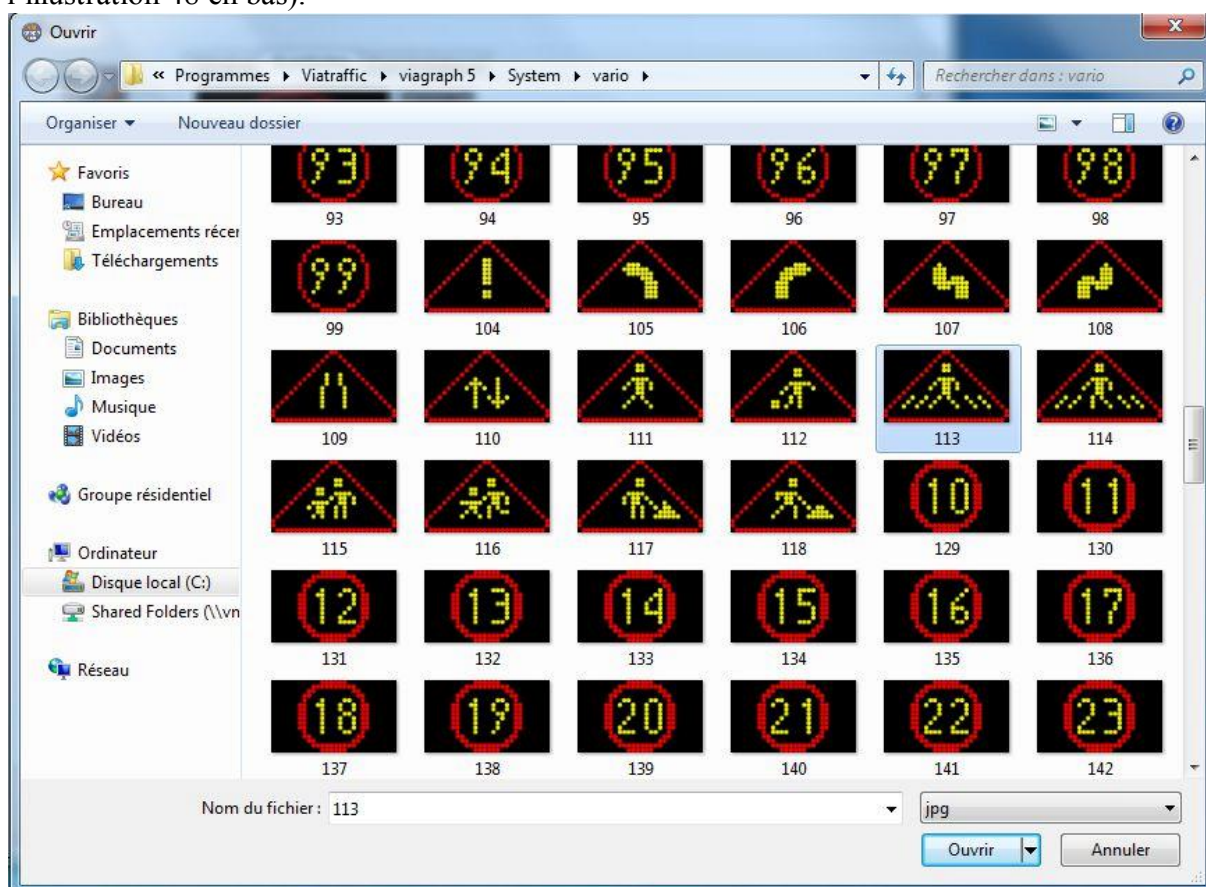 l'illustration 48 en bas).
Ouvrir
« Programmes ▸ Viatraffic ▸ viagraph 5 ▸ System ▸ vario ▸
Rechercher dans : vario
Organiser ▾ Nouveau dossier
Favoris
Bureau
Emplacements récer
Téléchargements
Bibliothèques
Documents
Images
Musique
Vidéos
Groupe résidentiel
Ordinateur
Disque local (C:)
Shared Folders (\\vn
Réseau
93 94 95 96 97 98
93 94 95 96 97 98
99 !
99 104 105 106 107 108
109 110 111 112 113 114
10 11
115 116 117 118 129 130
12 13 14 15 16 17
131 132 133 134 135 136
18 19 20 21 22 23
137 138 139 140 141 142
Nom du fichier : 113
jpg
Ouvrir Annuler